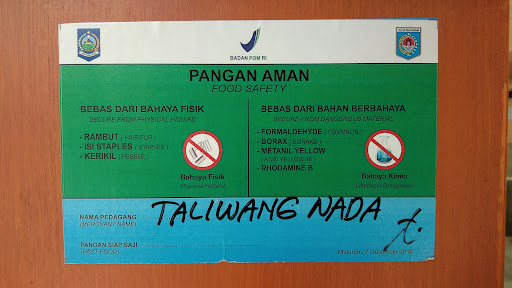 BADAN POM RI
PANGAN AMAN
FOOD SAFETY
BEBAS DARI BAHAYA FISIK
SECURE FROM PHYSICAL HAZARD
- RAMBUT ( HAIR/FUR )
- ISI STAPLES ( STAPLES )
- KERIKIL ( PEBBLE )
Bahaya Fisik
Physical Hazard
BEBAS DARI BAHAN BERBAHAYA
SECURE FROM DANGEROUS MATERIAL
- FORMALDEHYDE ( FORMALIN )
- BORAX ( BORAKS )
- METANIL YELLOW
- RHODAMINE B
Bahaya Kimia
NAMA PEDAGANG
(MERCHANT NAME)
TALIWANG NADA
PANGAN SIAP SAJI
(FAST FOOD)
Mataram,